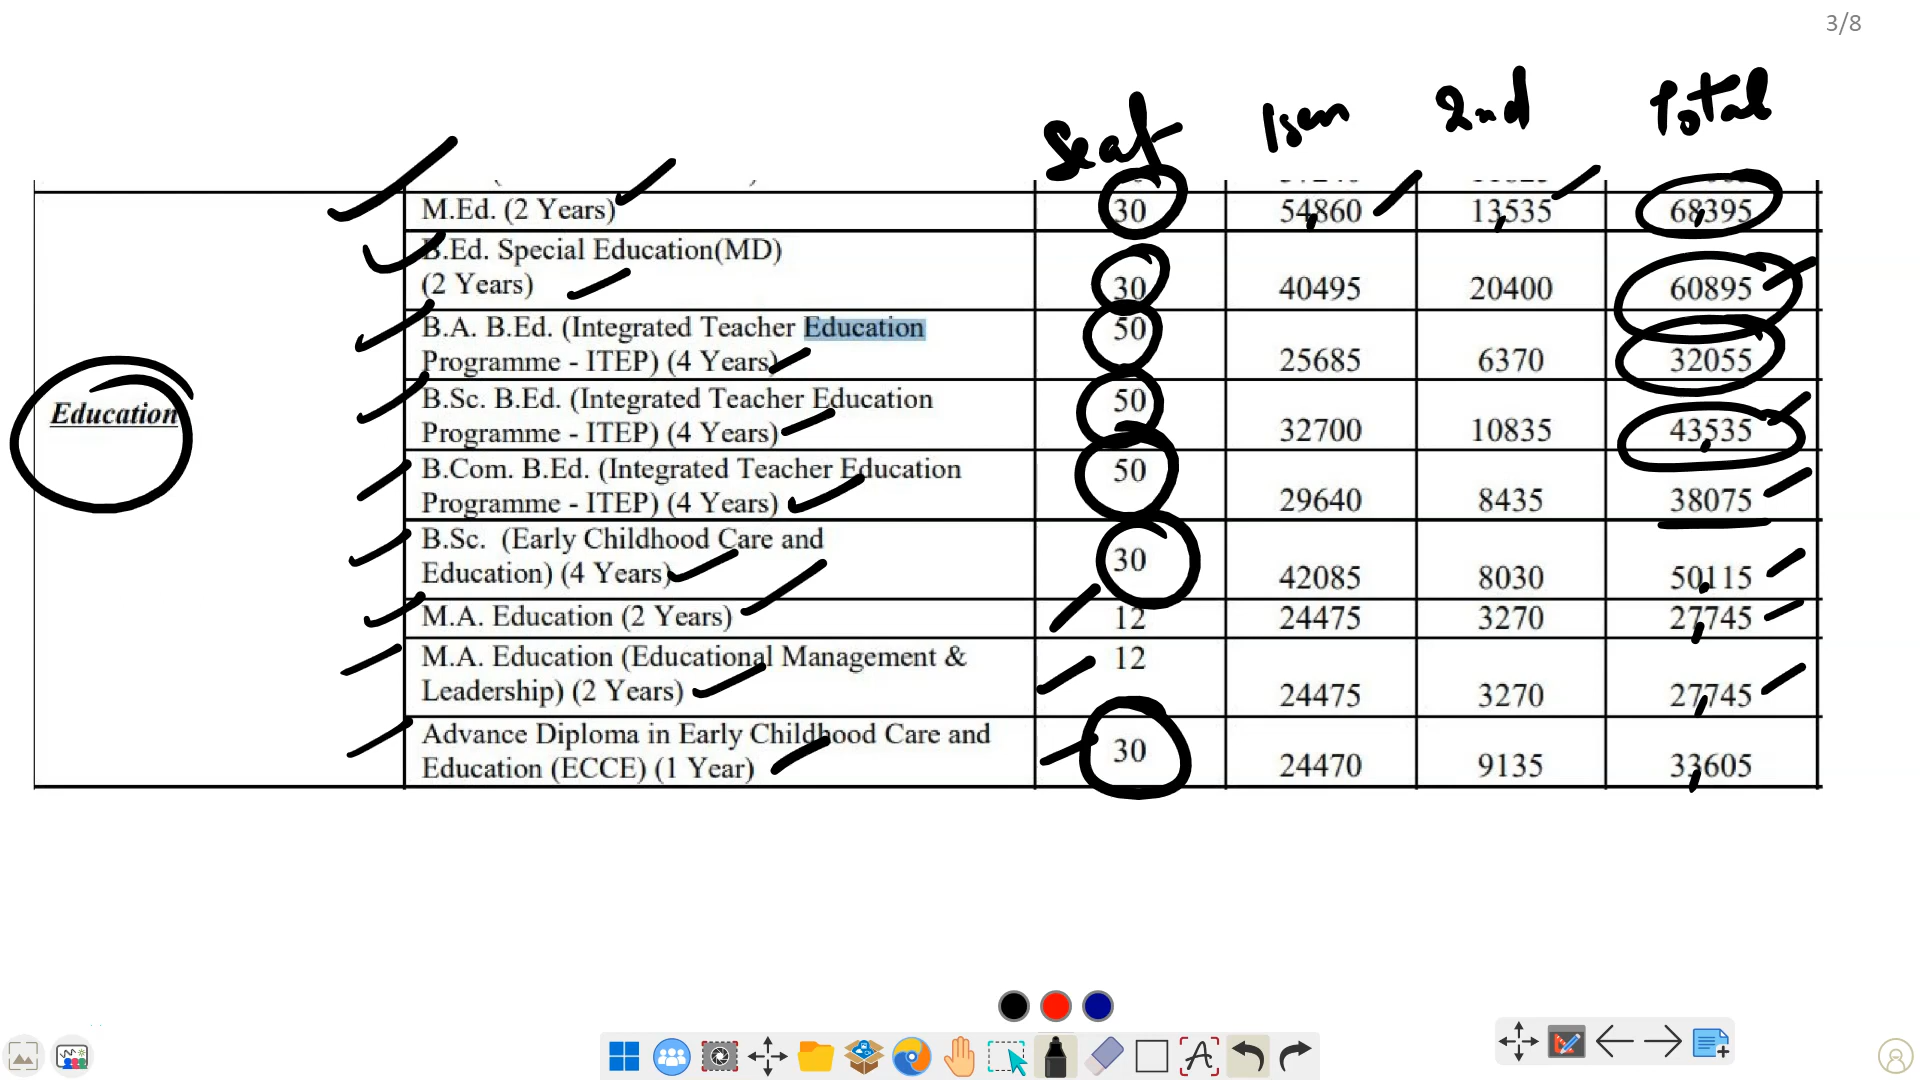 3/8
Seat 1sem 2nd Total
M.Ed. (2 Years) 30 54860 13535 68395
B.Ed. Special Education(MD)
(2 Years) 30 40495 20400 60895
B.A. B.Ed. (Integrated Teacher Education 50
Programme - ITEP) (4 Years) 25685 6370 32055
B.Sc. B.Ed. (Integrated Teacher Education 50
Programme - ITEP) (4 Years) 32700 10835 43535
Education
B.Com. B.Ed. (Integrated Teacher Education 50
Programme - ITEP) (4 Years) 29640 8435 38075
B.Sc. (Early Childhood Care and 30
Education) (4 Years) 42085 8030 50115
M.A. Education (2 Years) 12 24475 3270 27745
M.A. Education (Educational Management & 12
Leadership) (2 Years) 24475 3270 27745
Advance Diploma in Early Childhood Care and 30
Education (ECCE) (1 Year) 24470 9135 33605